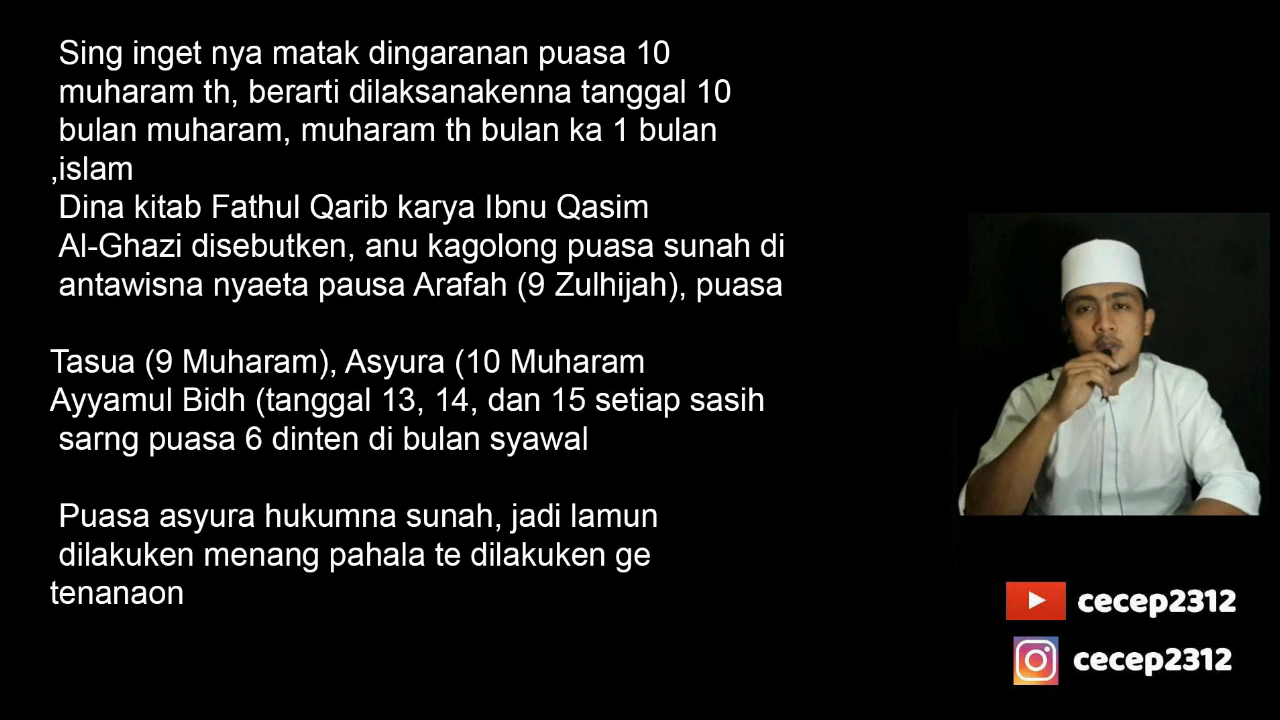 Sing inget nya matak dingaranan puasa 10
muharam th, berarti dilaksanakenna tanggal 10
bulan muharam, muharam th bulan ka 1 bulan
,islam
Dina kitab Fathul Qarib karya Ibnu Qasim
Al-Ghazi disebutken, anu kagolong puasa sunah di
antawisna nyaeta pausa Arafah (9 Zulhijah), puasa
Tasua (9 Muharam), Asyura (10 Muharam
Ayyamul Bidh (tanggal 13, 14, dan 15 setiap sasih
sarng puasa 6 dinten di bulan syawal
Puasa asyura hukumna sunah, jadi lamun
dilakuken menang pahala te dilakuken ge
tenanaon
cecep2312
cecep2312